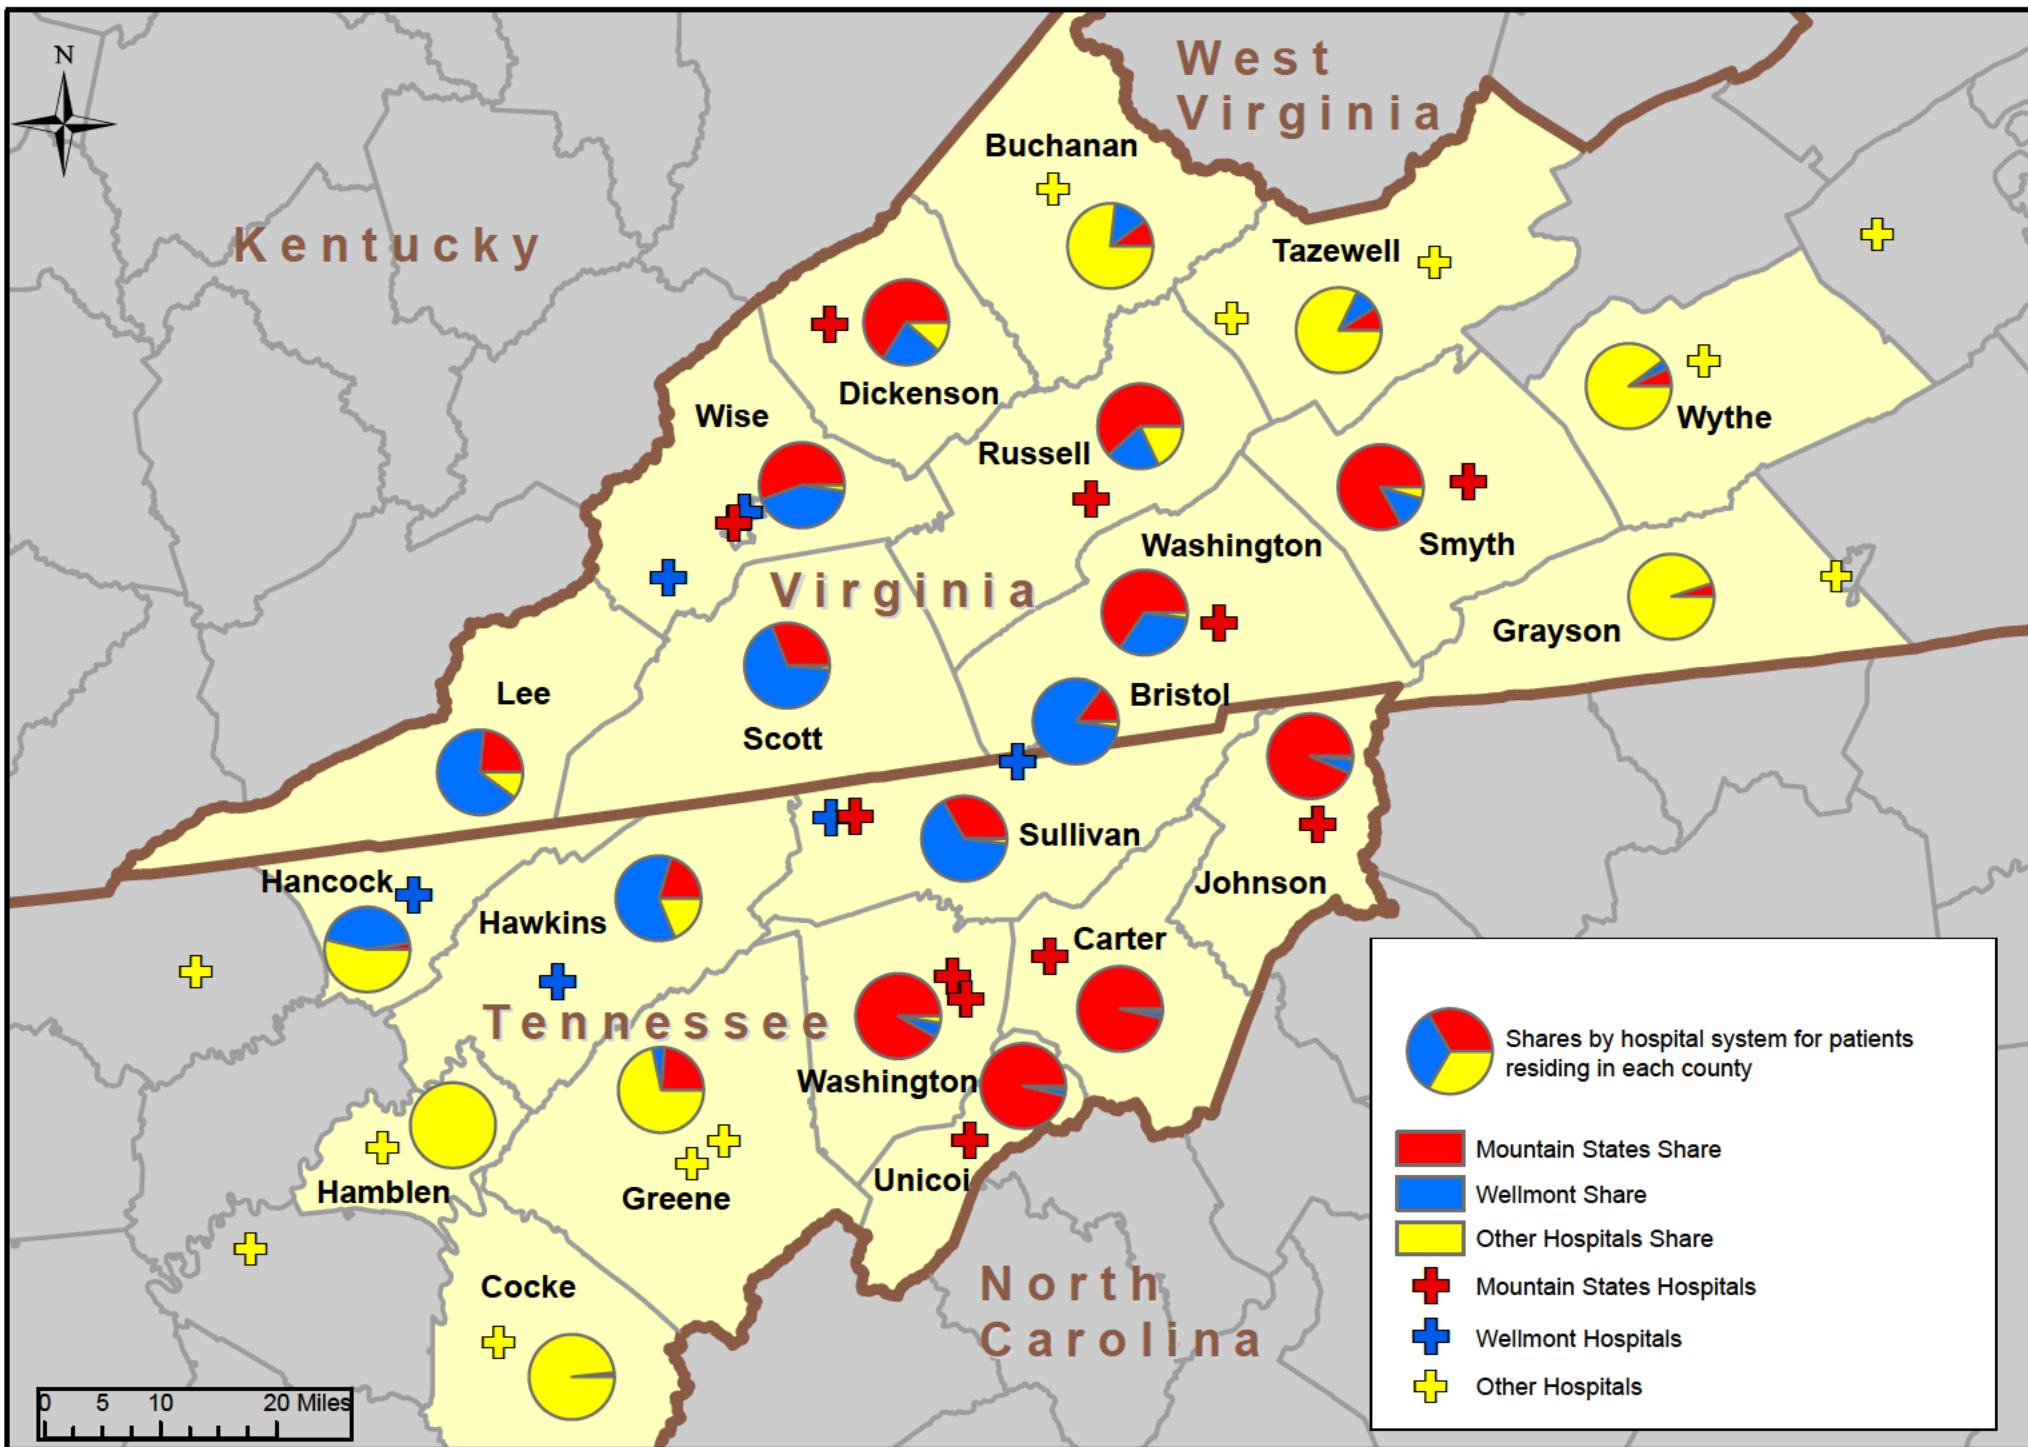 N
West
Virginia
Buchanan
Kentucky
Tazewell
Dickenson
Wise
Wythe
Russell
Washington
Smyth
Virginia
Grayson
Lee
Bristol
Scott
Sullivan
Hancock
Johnson
Hawkins
Carter
Tennessee
Washington
Unicoi
Hamblen
Greene
Cocke
North
Carolina
0 5 10 20 Miles
Shares by hospital system for patients
residing in each county
Mountain States Share
Wellmont Share
Other Hospitals Share
Mountain States Hospitals
Wellmont Hospitals
Other Hospitals